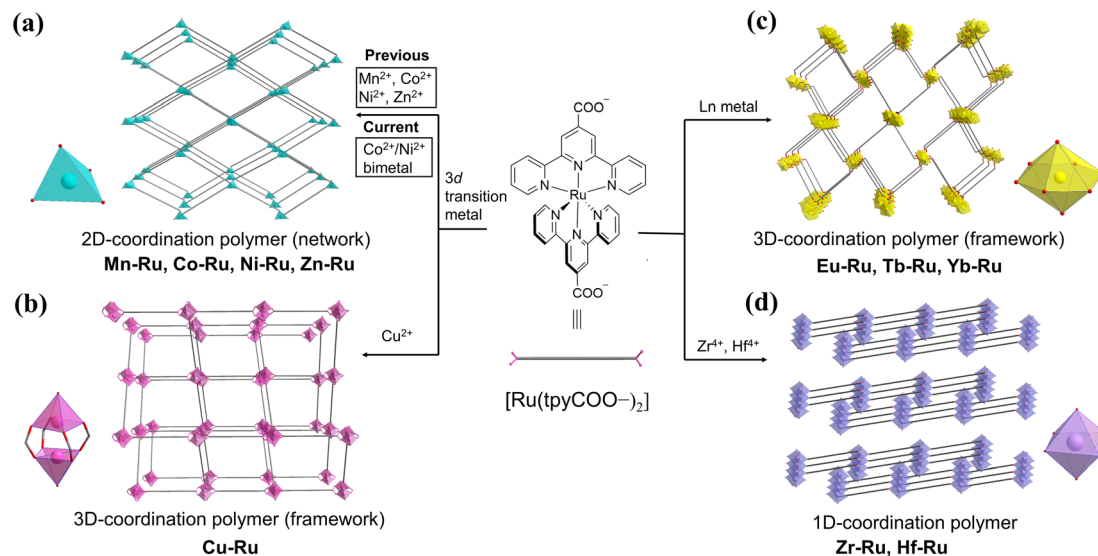 (a)
Previous
Mn²⁺, Co²⁺
Ni²⁺, Zn²⁺
Current
Co²⁺/Ni²⁺
bimetal
3d
transition
metal
2D-coordination polymer (network)
Mn-Ru, Co-Ru, Ni-Ru, Zn-Ru
(b)
Cu²⁺
3D-coordination polymer (framework)
Cu-Ru
COO⁻
N
N
N
Ru
N
N
N
COO⁻
[Ru(tpyCOO−)₂]
(c)
Ln metal
3D-coordination polymer (framework)
Eu-Ru, Tb-Ru, Yb-Ru
(d)
Zr⁴⁺, Hf⁴⁺
1D-coordination polymer
Zr-Ru, Hf-Ru